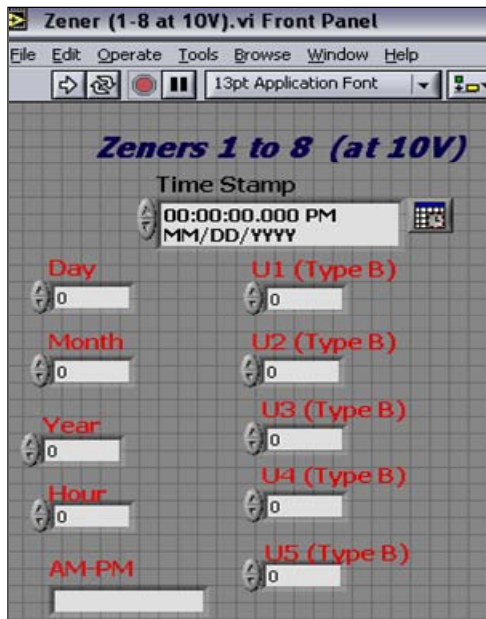 Zener (1-8 at 10V).vi Front Panel
File Edit Operate Tools Browse Window Help
13pt Application Font
Zeners 1 to 8 (at 10V)
Time Stamp
00:00:00.000 PM
MM/DD/YYYY
Day
0
Month
0
Year
0
Hour
0
AM-PM
U1 (Type B)
0
U2 (Type B)
0
U3 (Type B)
0
U4 (Type B)
0
U5 (Type B)
0